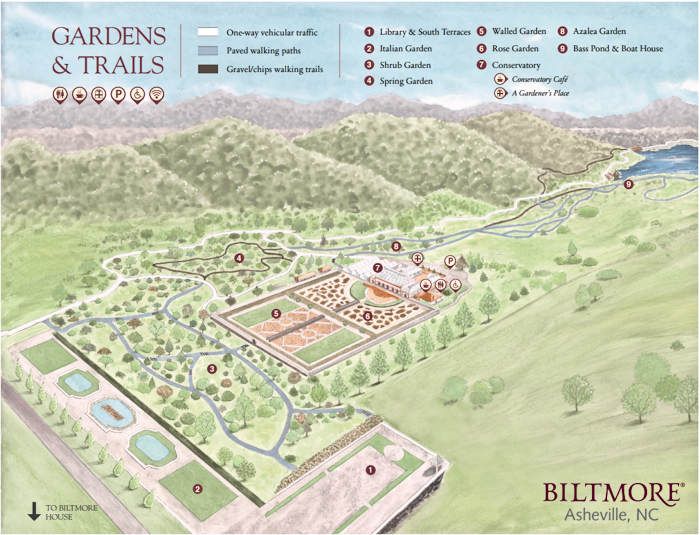 GARDENS
& TRAILS
P
One-way vehicular traffic
Paved walking paths
Gravel/chips walking trails
1 Library & South Terraces
2 Italian Garden
3 Shrub Garden
4 Spring Garden
5 Walled Garden
6 Rose Garden
7 Conservatory
Conservatory Café
A Gardener's Place
8 Azalea Garden
9 Bass Pond & Boat House
9
8
P
4
7
5
6
3
1
2
TO BILTMORE
HOUSE
BILTMORE®
Asheville, NC